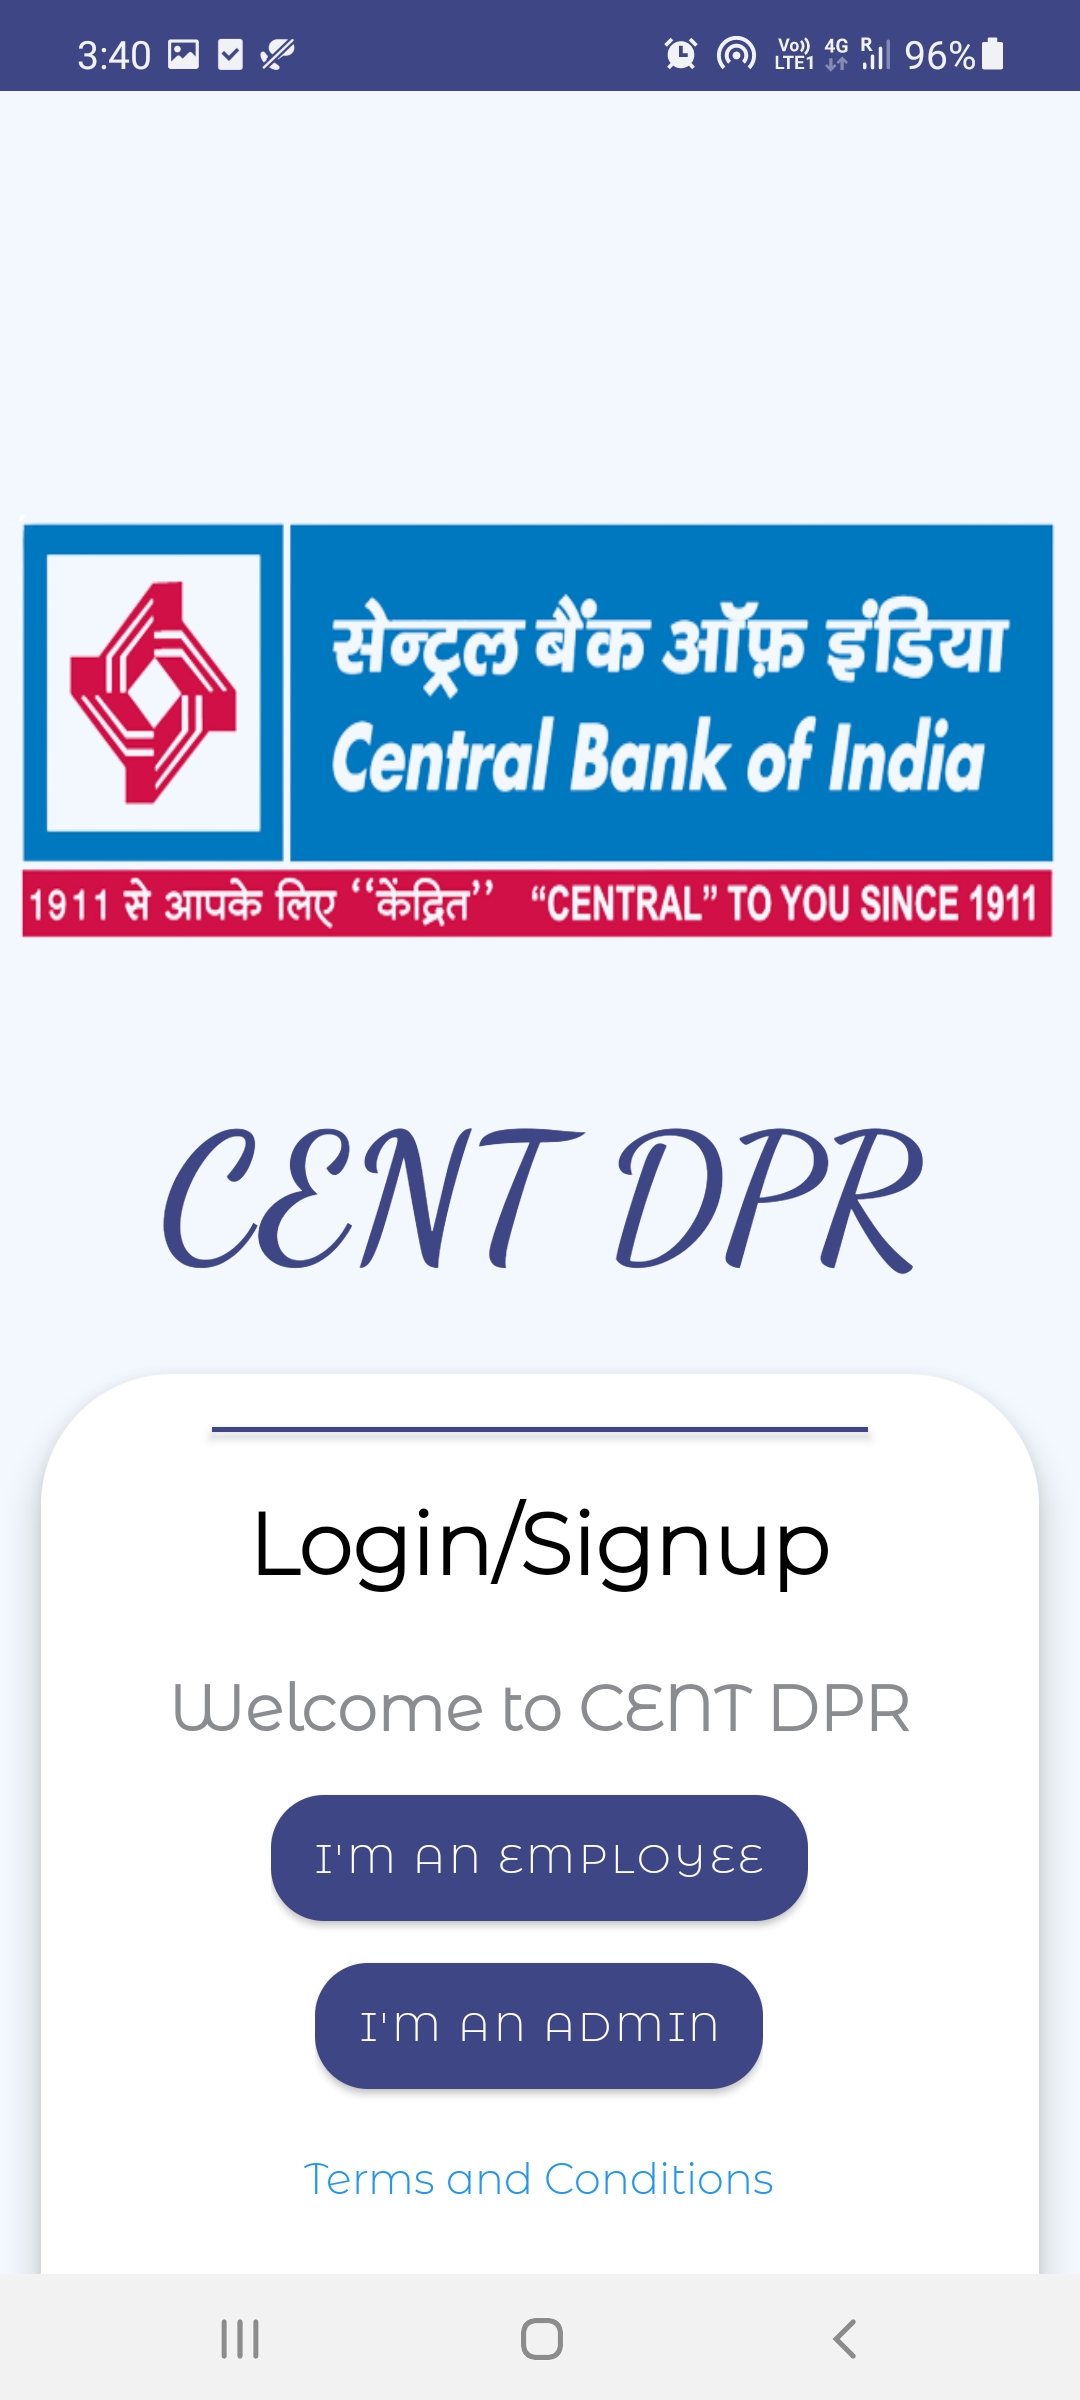 3:40 Vo)) LTE1 4G R 96%
सेन्ट्रल बैंक ऑफ़ इंडिया
Central Bank of India
1911 से आपके लिए ‘‘केंद्रित’’ “CENTRAL” TO YOU SINCE 1911
CENT DPR
Login/Signup
Welcome to CENT DPR
I'M AN EMPLOYEE
I'M AN ADMIN
Terms and Conditions